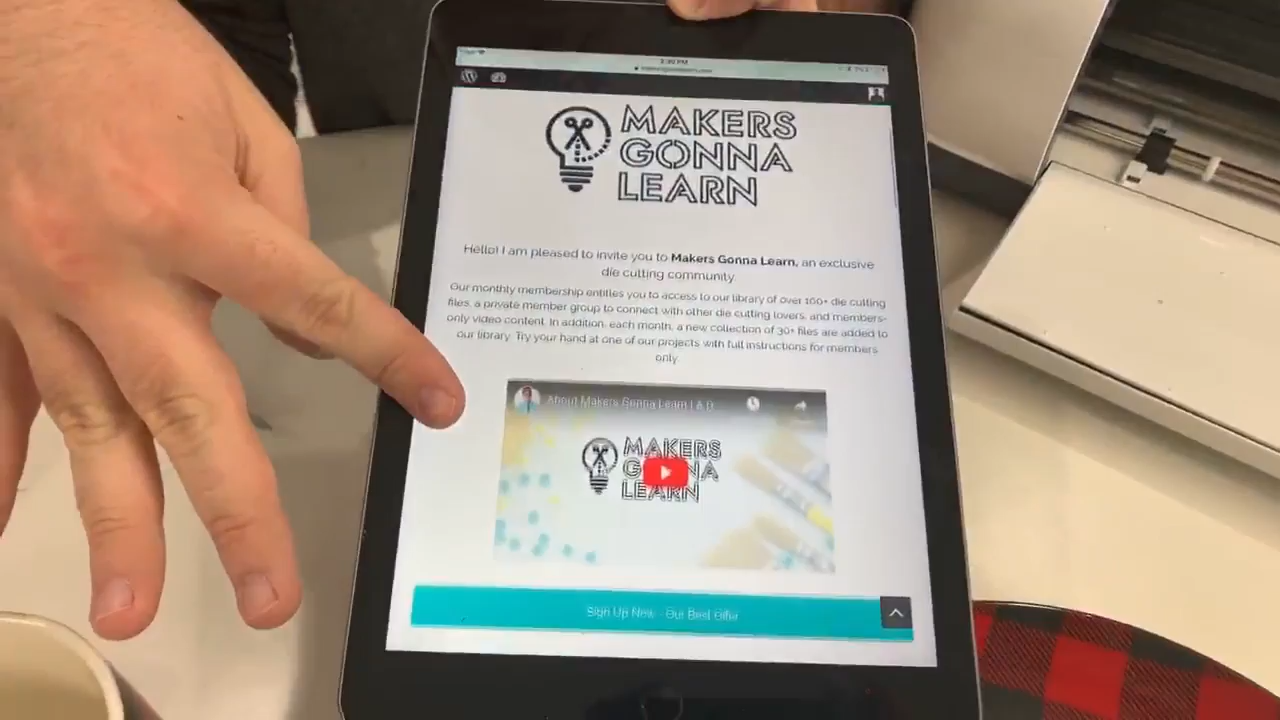 2:30 PM
MAKERS
GONNA
LEARN
Hello! I am pleased to invite you to Makers Gonna Learn, an exclusive
die cutting community.
Our monthly membership entitles you to access to our library of over 100+ die cutting
files, a private member group to connect with other die cutting lovers, and members-
only video content. In addition, each month, a new collection of 30+ files are added to
our library. Try your hand at one of our projects with full instructions for members
only.
About Makers Gonna Learn | A D
MAKERS
GONNA
LEARN
Sign Up Now - Our Best Offer